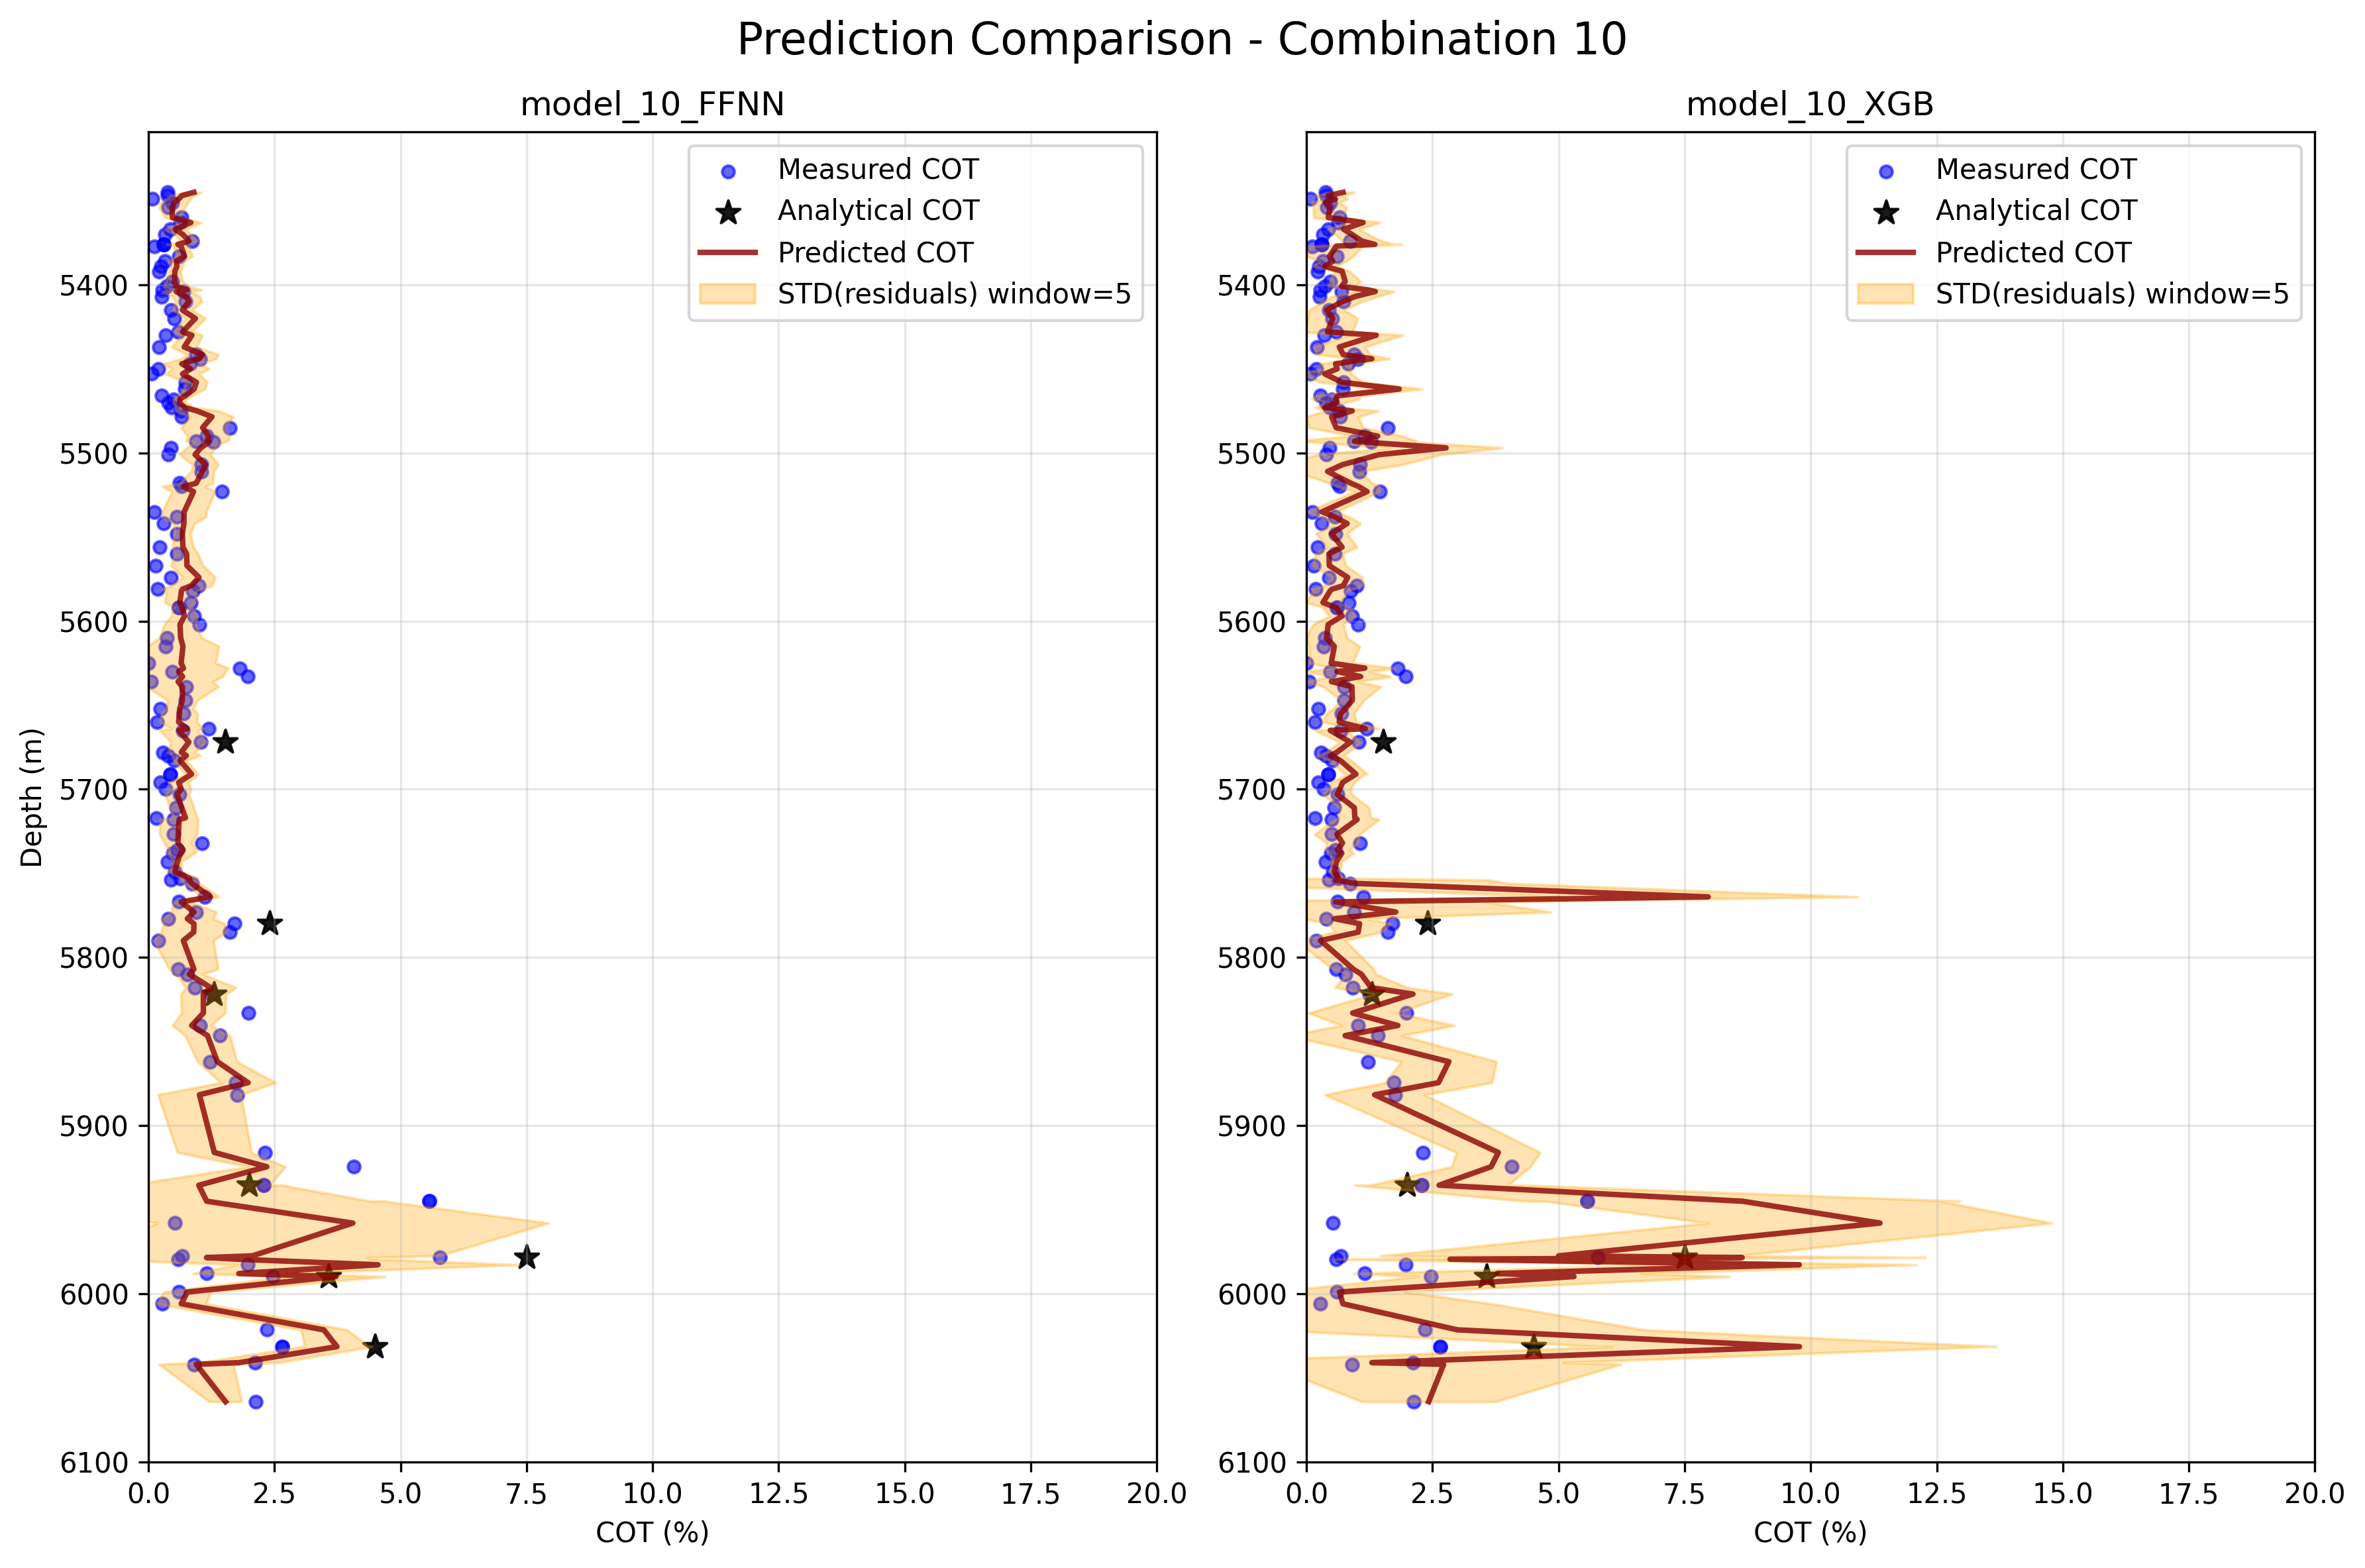 Prediction Comparison - Combination 10
model_10_FFNN
Measured COT
Analytical COT
Predicted COT
STD(residuals) window=5
Depth (m)
5400
5500
5600
5700
5800
5900
6000
6100
0.0 2.5 5.0 7.5 10.0 12.5 15.0 17.5 20.0
COT (%)
model_10_XGB
Measured COT
Analytical COT
Predicted COT
STD(residuals) window=5
5400
5500
5600
5700
5800
5900
6000
6100
0.0 2.5 5.0 7.5 10.0 12.5 15.0 17.5 20.0
COT (%)